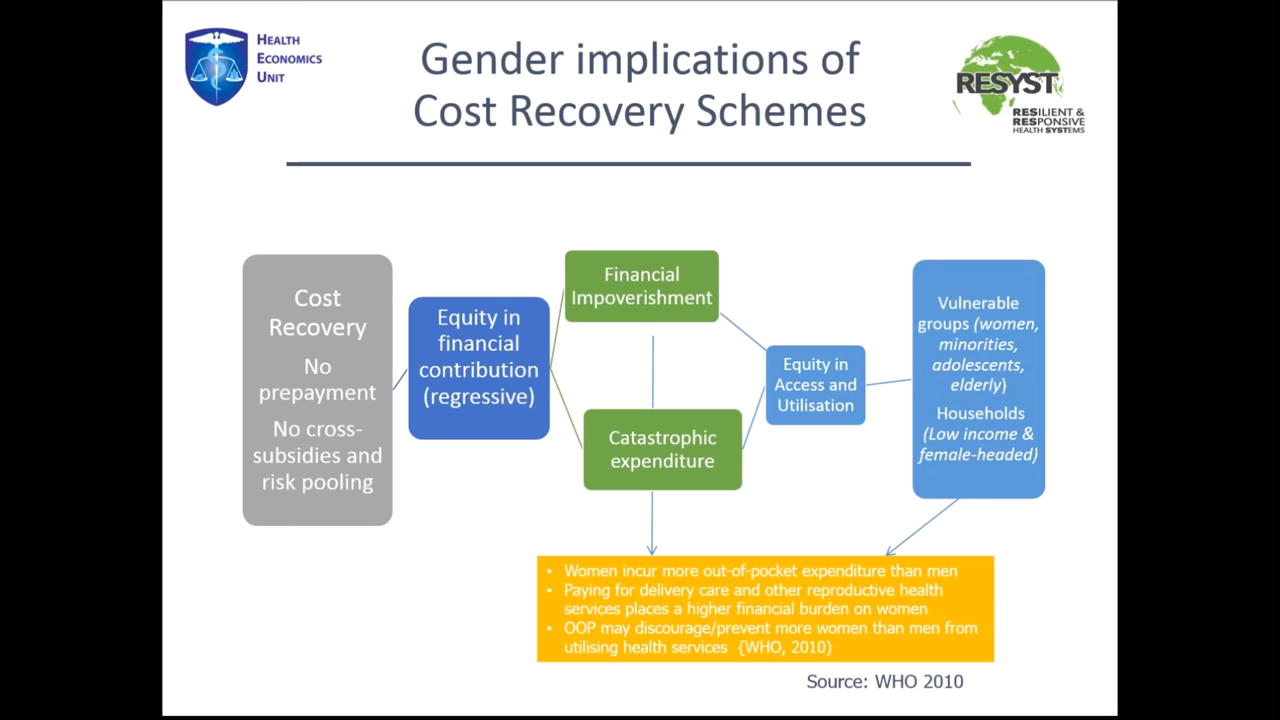 HEALTH
ECONOMICS
UNIT
Gender implications of
Cost Recovery Schemes
RESYST
RESILIENT &
RESPONSIVE
HEALTH SYSTEMS
Cost
Recovery
No
prepayment
No cross-
subsidies and
risk pooling
Equity in
financial
contribution
(regressive)
Financial
Impoverishment
Catastrophic
expenditure
Equity in
Access and
Utilisation
Vulnerable
groups (women,
minorities,
adolescents,
elderly)
Households
(Low income &
female-headed)
• Women incur more out-of-pocket expenditure than men
• Paying for delivery care and other reproductive health
services places a higher financial burden on women
• OOP may discourage/prevent more women than men from
utilising health services {WHO, 2010)
Source: WHO 2010